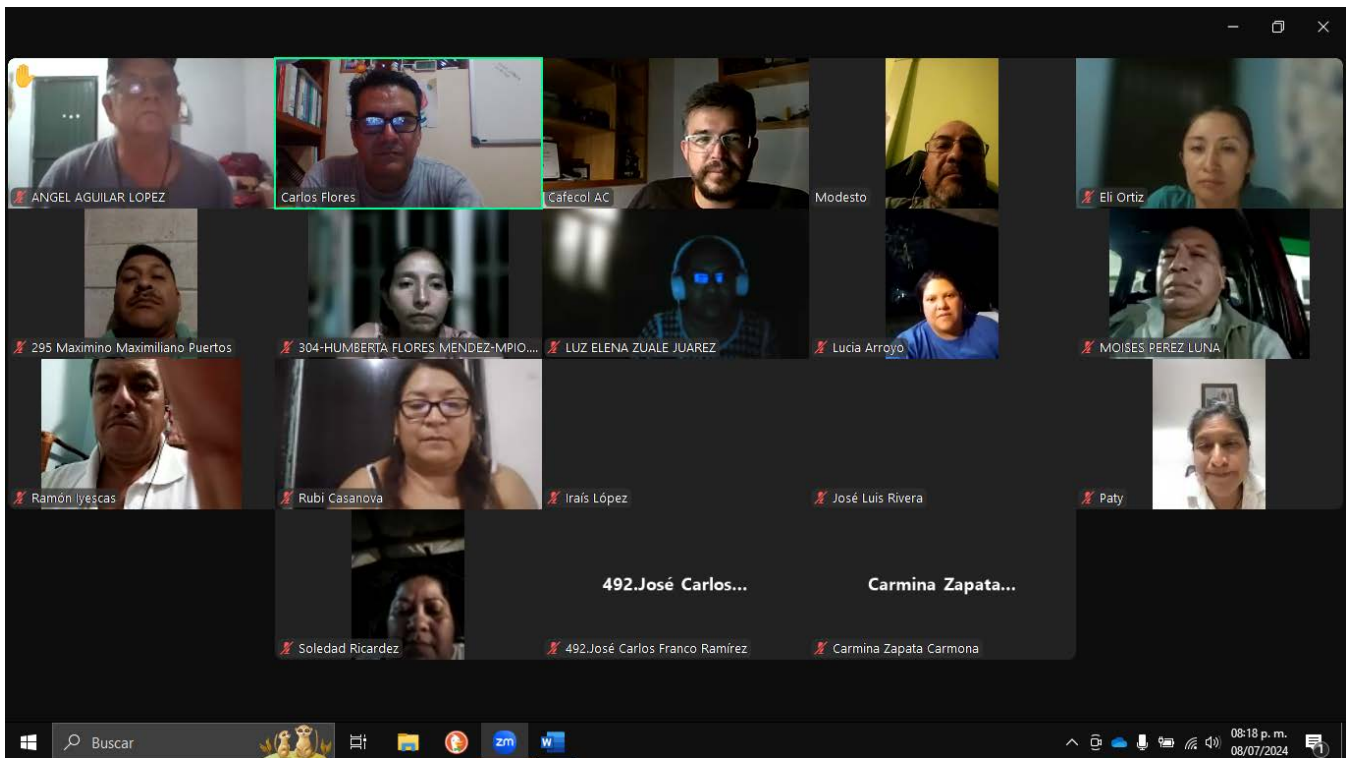 ANGEL AGUILAR LOPEZ
Carlos Flores
Cafecol AC
Modesto
Eli Ortiz
295 Maximino Maximiliano Puertos
304-HUMBERTA FLORES MENDEZ-MPIO....
LUZ ELENA ZUALE JUAREZ
Lucia Arroyo
MOISES PEREZ LUNA
Ramón Iyescas
Rubi Casanova
Iraís López
José Luis Rivera
Paty
492.José Carlos...
Carmina Zapata...
Soledad Ricardez
492.José Carlos Franco Ramírez
Carmina Zapata Carmona
Buscar
zm
W
08:18 p. m.
08/07/2024
1